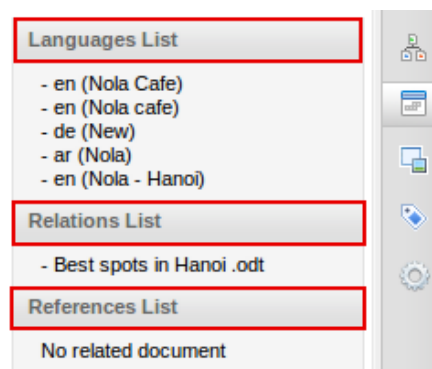 Languages List
- en (Nola Cafe)
- en (Nola cafe)
- de (New)
- ar (Nola)
- en (Nola - Hanoi)
Relations List
- Best spots in Hanoi .odt
References List
No related document